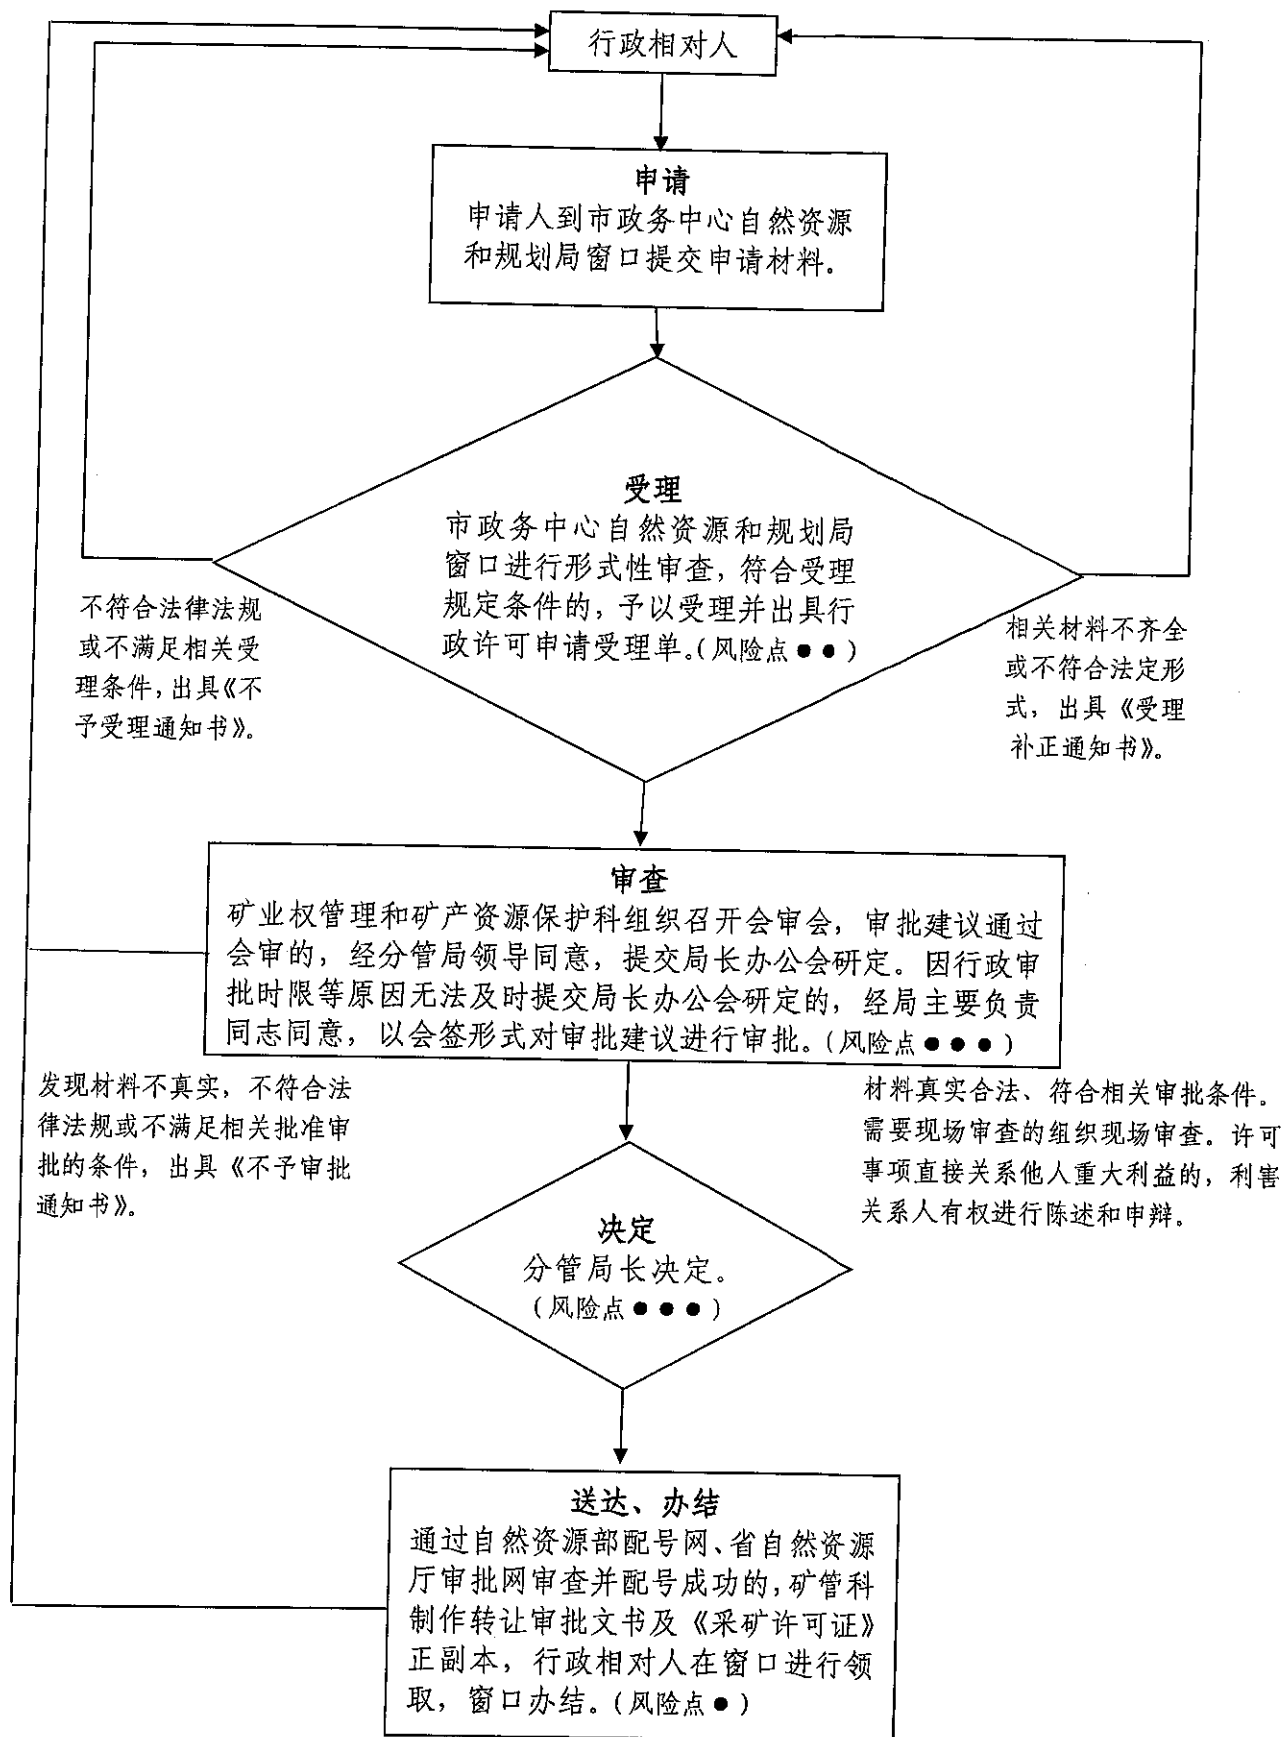 行政相对人
申请
申请人到市政务中心自然资源
和规划局窗口提交申请材料。
受理
市政务中心自然资源和规划局
窗口进行形式性审查，符合受理
规定条件的，予以受理并出具行
政许可申请受理单。（风险点●●）
不符合法律法规
或不满足相关受
理条件，出具《不
予受理通知书》。
相关材料不齐全
或不符合法定形
式，出具《受理
补正通知书》。
审查
矿业权管理和矿产资源保护科组织召开会审会，审批建议通过
会审的，经分管局领导同意，提交局长办公会研定。因行政审
批时限等原因无法及时提交局长办公会研定的，经局主要负责
同志同意，以会签形式对审批建议进行审批。（风险点●●●）
发现材料不真实，不符合法
律法规或不满足相关批准审
批的条件，出具《不予审批
通知书》。
材料真实合法、符合相关审批条件。
需要现场审查的组织现场审查。许可
事项直接关系他人重大利益的，利害
关系人有权进行陈述和申辩。
决定
分管局长决定。
（风险点●●●）
送达、办结
通过自然资源部配号网、省自然资源
厅审批网审查并配号成功的，矿管科
制作转让审批文书及《采矿许可证》
正副本，行政相对人在窗口进行领
取，窗口办结。（风险点●）